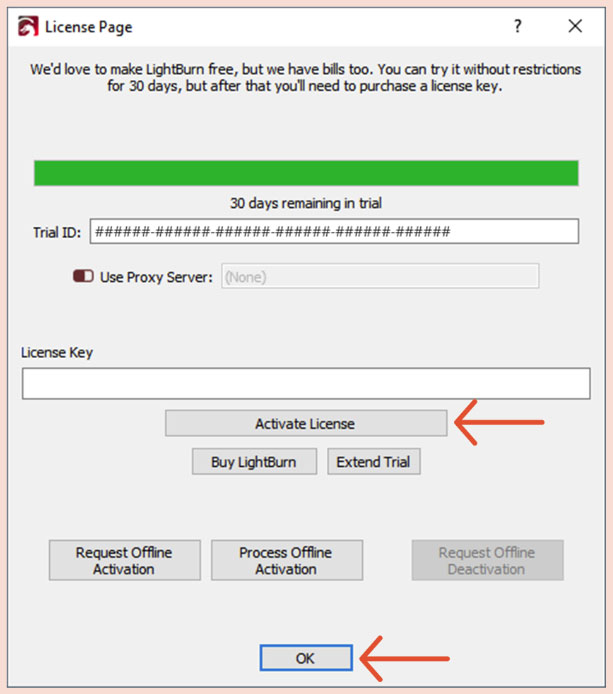 License Page
?
We'd love to make LightBurn free, but we have bills too. You can try it without restrictions
for 30 days, but after that you'll need to purchase a license key.
30 days remaining in trial
Trial ID: ######-######-######-######-######-######
Use Proxy Server: (None)
License Key
Activate License
Buy LightBurn Extend Trial
Request Offline Process Offline Request Offline
Activation Activation Deactivation
OK